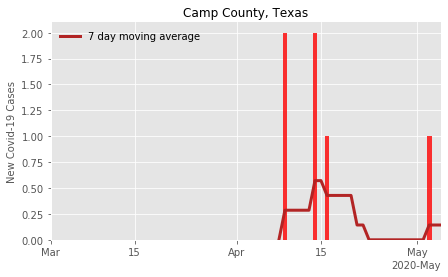 Camp County, Texas
7 day moving average
New Covid-19 Cases
2.00
1.75
1.50
1.25
1.00
0.75
0.50
0.25
0.00
Mar 15 Apr 15 May
2020-May